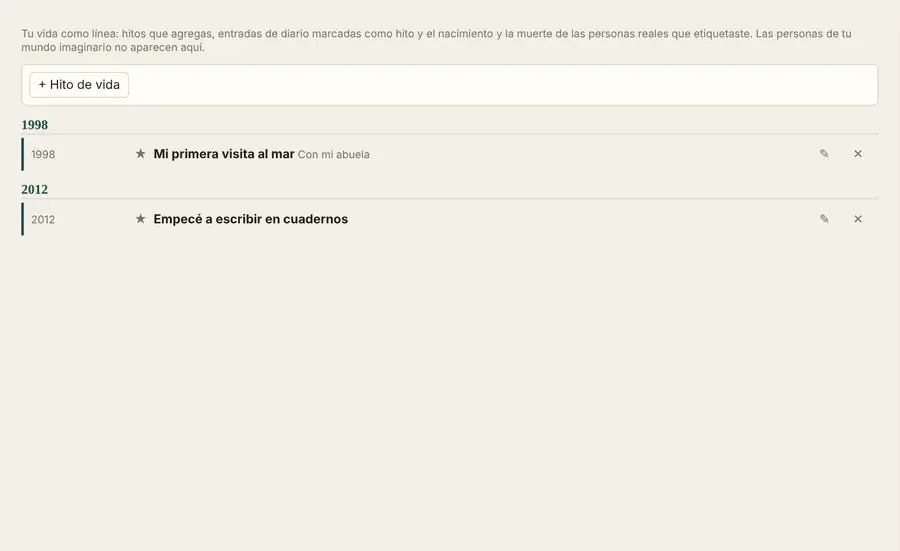 Tu vida como línea: hitos que agregas, entradas de diario marcadas como hito y el nacimiento y la muerte de las personas reales que etiquetaste. Las personas de tu
mundo imaginario no aparecen aquí.
+ Hito de vida
1998
1998 ★ Mi primera visita al mar Con mi abuela ✎ ✕
2012
2012 ★ Empecé a escribir en cuadernos ✎ ✕